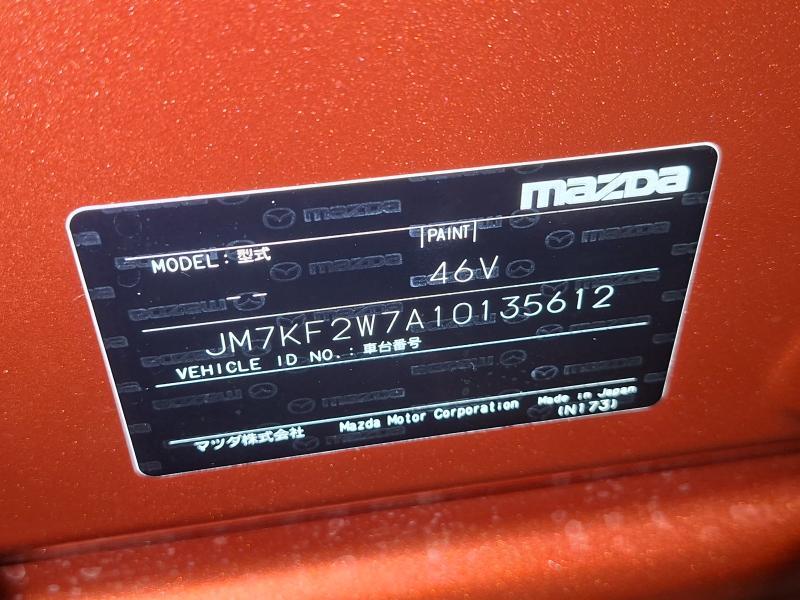 mazda
MODEL : 型式
PAINT
46V
JM7KF2W7A10135612
VEHICLE ID NO. : 車台番号
マツダ株式会社 Mazda Motor Corporation Made in Japan
(N173)